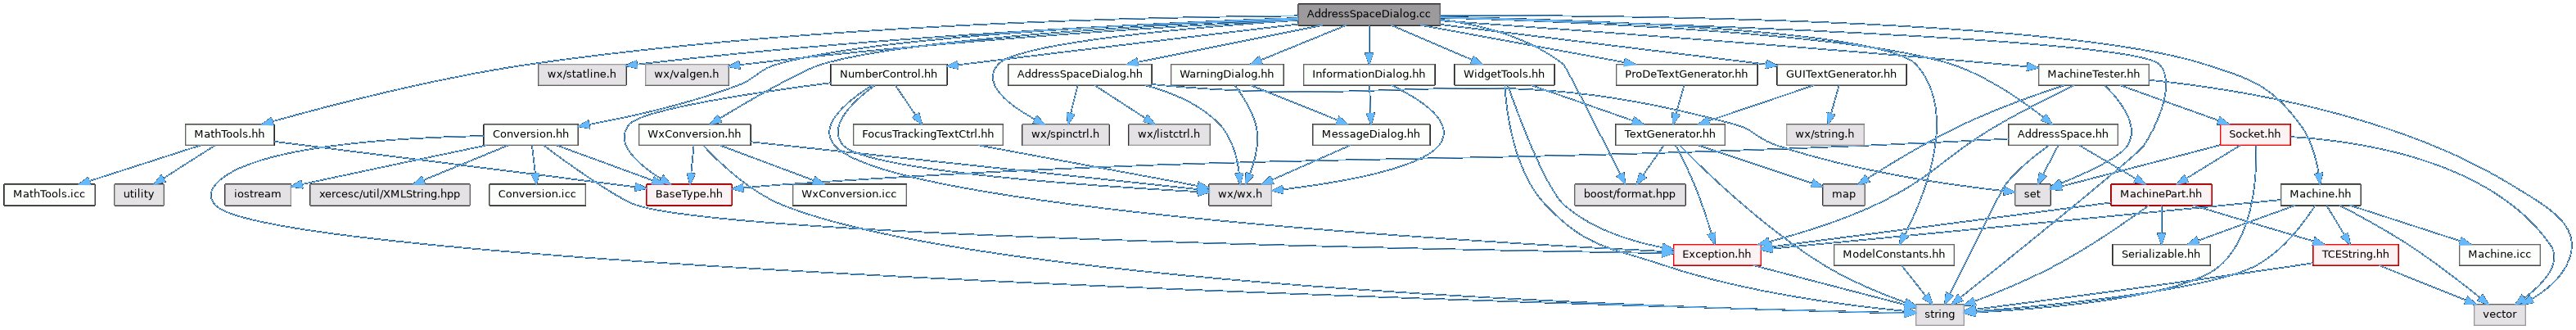 AddressSpaceDialog.cc
wx/statline.h
wx/valgen.h
NumberControl.hh
AddressSpaceDialog.hh
WarningDialog.hh
InformationDialog.hh
WidgetTools.hh
ProDeTextGenerator.hh
GUITextGenerator.hh
MachineTester.hh
MathTools.hh
Conversion.hh
WxConversion.hh
FocusTrackingTextCtrl.hh
wx/spinctrl.h
wx/listctrl.h
MessageDialog.hh
TextGenerator.hh
wx/string.h
AddressSpace.hh
Socket.hh
MathTools.icc
utility
iostream
xercesc/util/XMLString.hpp
Conversion.icc
BaseType.hh
WxConversion.icc
wx/wx.h
boost/format.hpp
map
set
MachinePart.hh
Machine.hh
Exception.hh
ModelConstants.hh
Serializable.hh
TCEString.hh
Machine.icc
string
vector